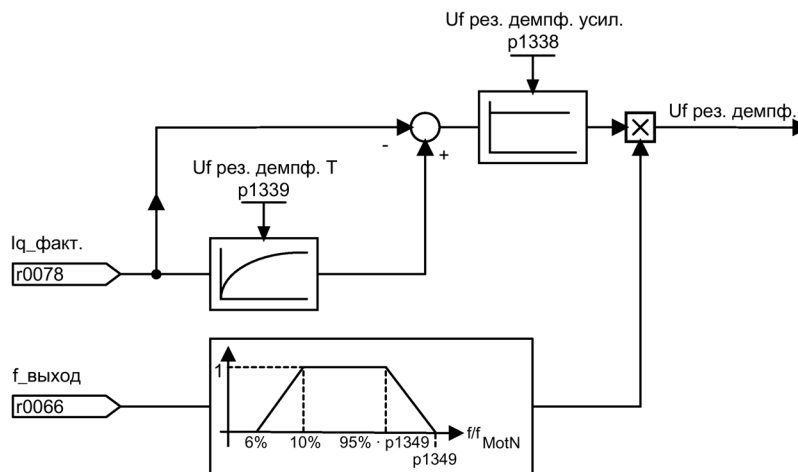 Uf рез. демпф. усил.
p1338
Uf рез. демпф.
-
+
Uf рез. демпф. T
p1339
Iq_факт.
r0078
f_выход
r0066
1
6% 10% 95% · p1349
f/f MotN
p1349